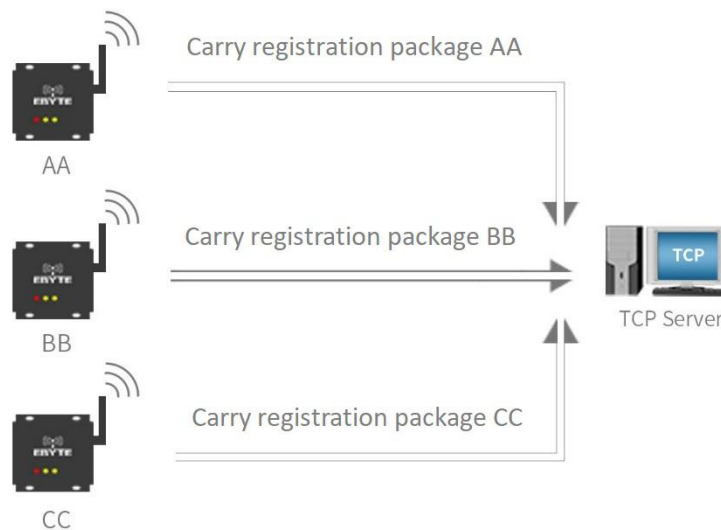 Carry registration package AA
EBYTE
AA
Carry registration package BB
TCP
EBYTE
TCP Server
BB
Carry registration package CC
EBYTE
CC